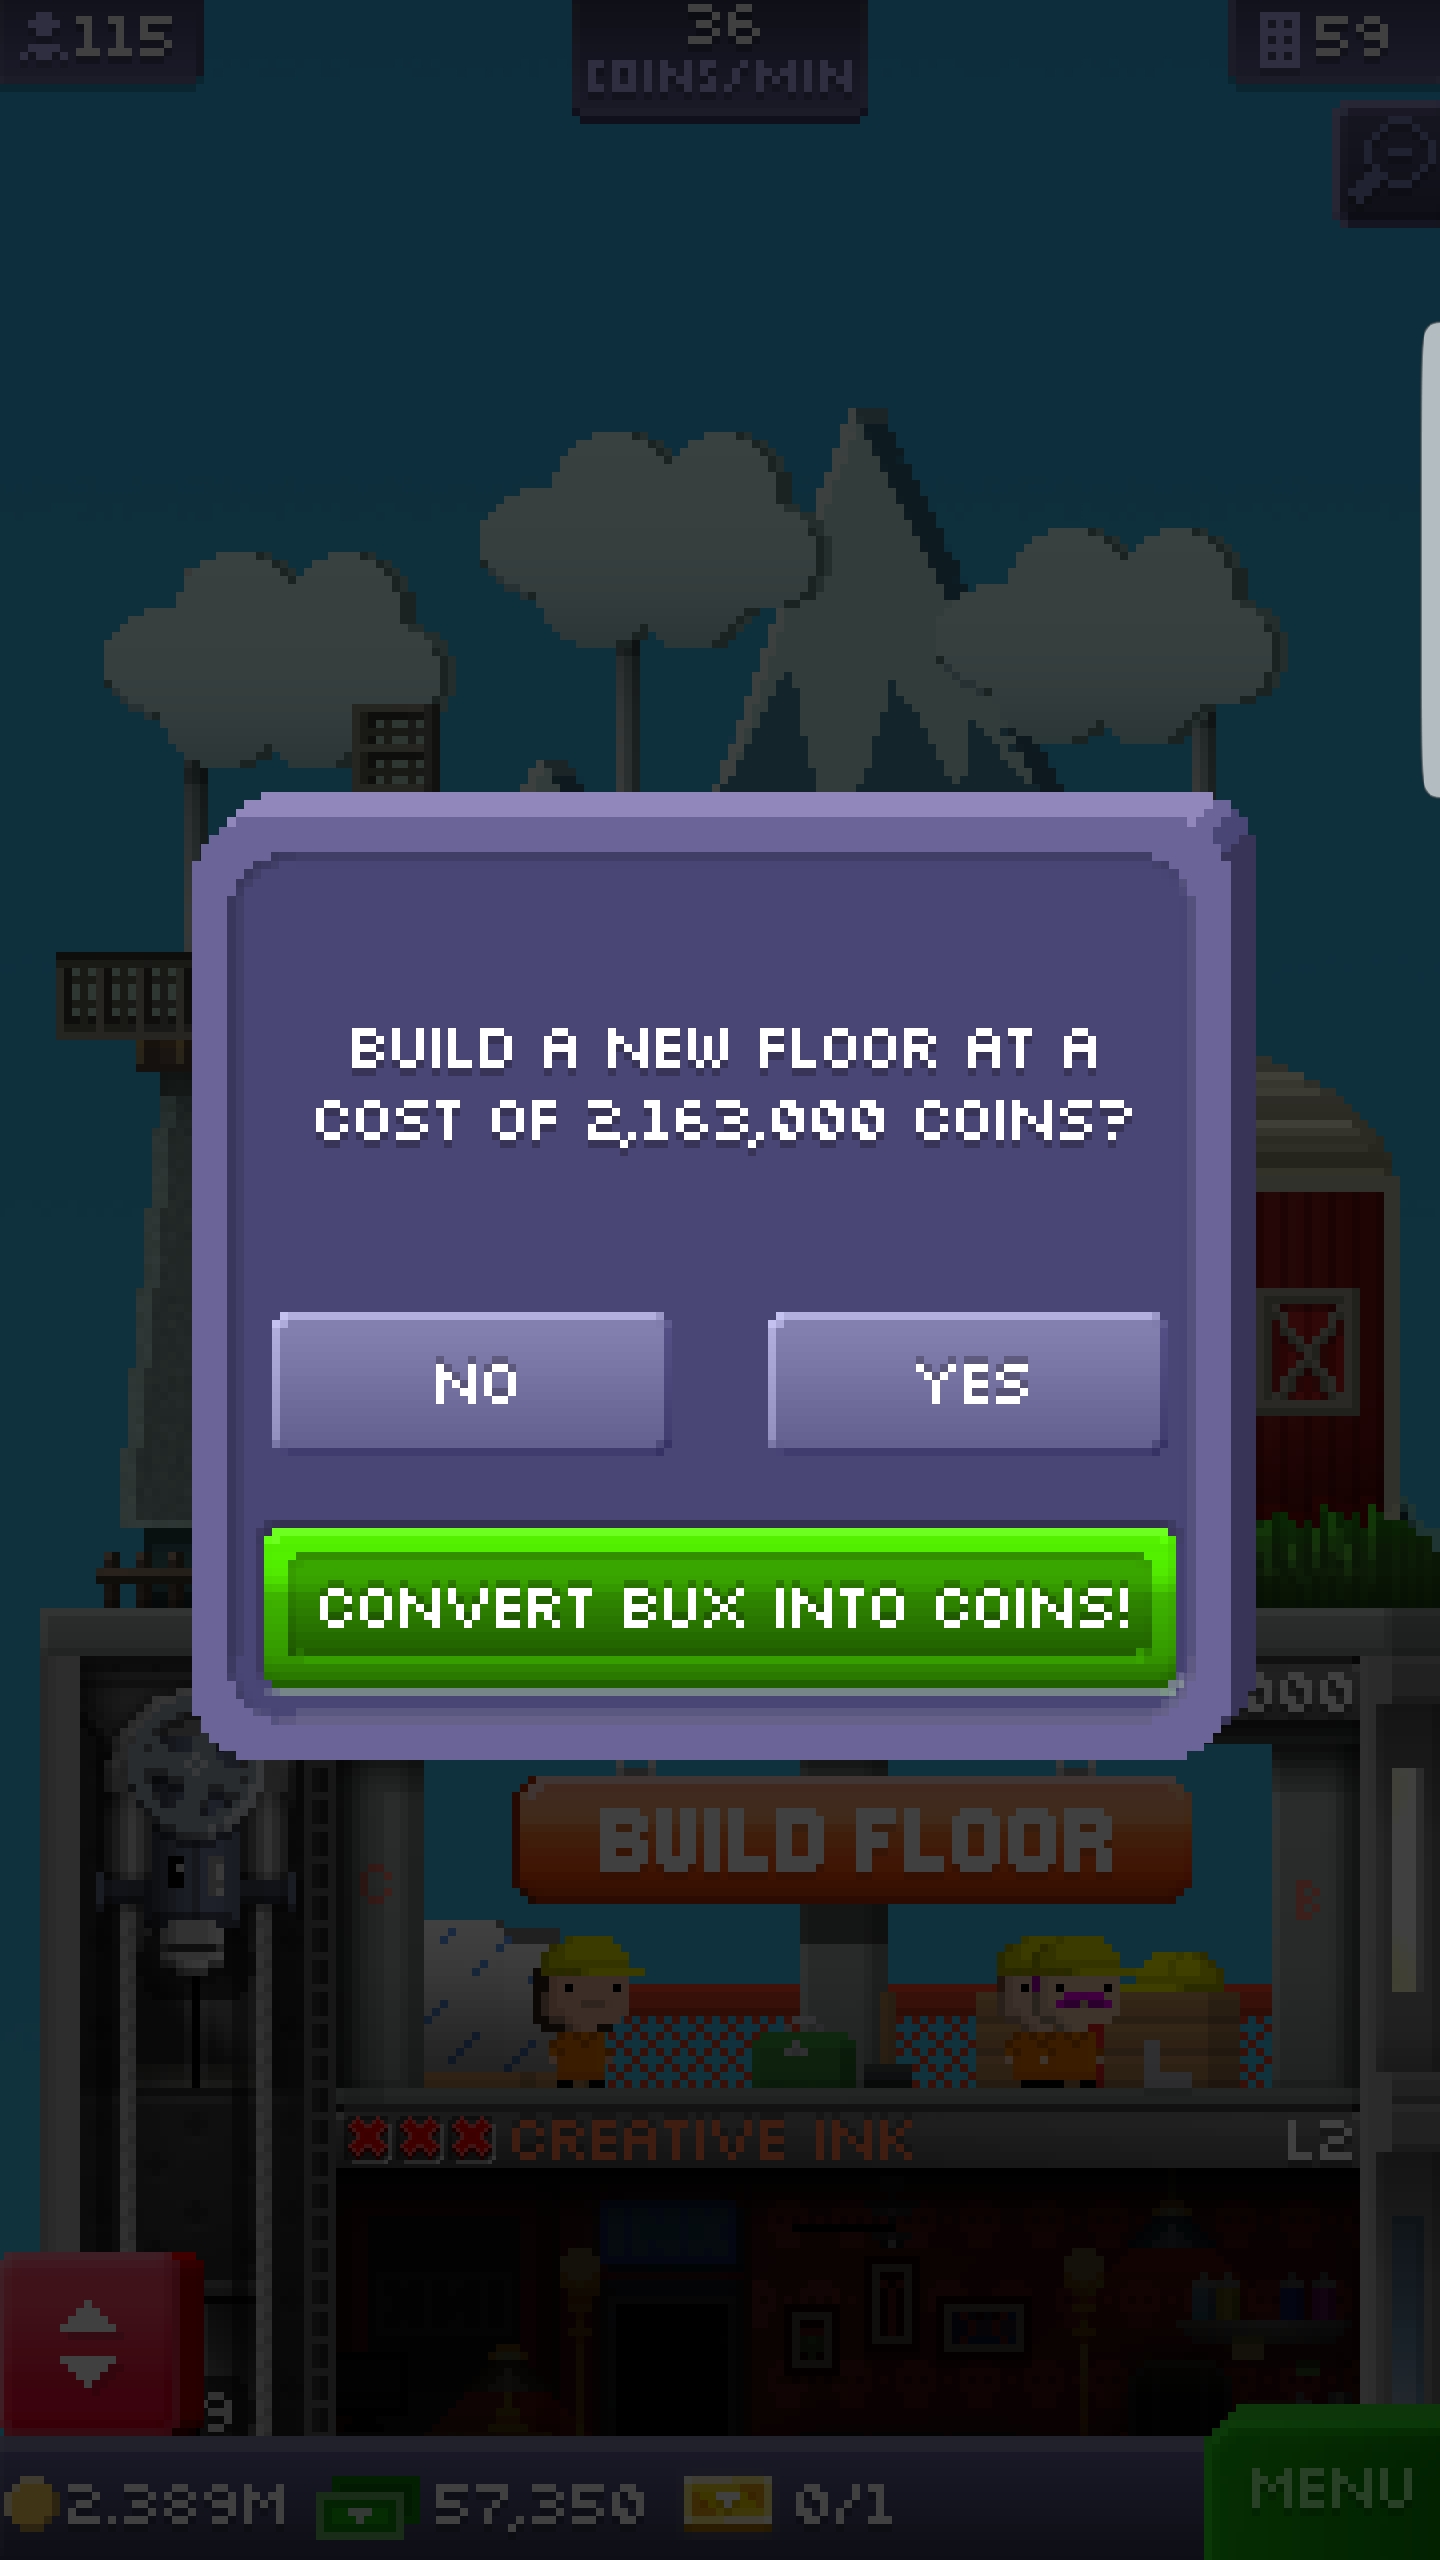 115
36
COINS/MIN
59
BUILD A NEW FLOOR AT A
COST OF 2,163,000 COINS?
NO
YES
CONVERT BUX INTO COINS!
000
BUILD FLOOR
C
B
CREATIVE INK
L2
9
2.389M
57,350
0/1
MENU